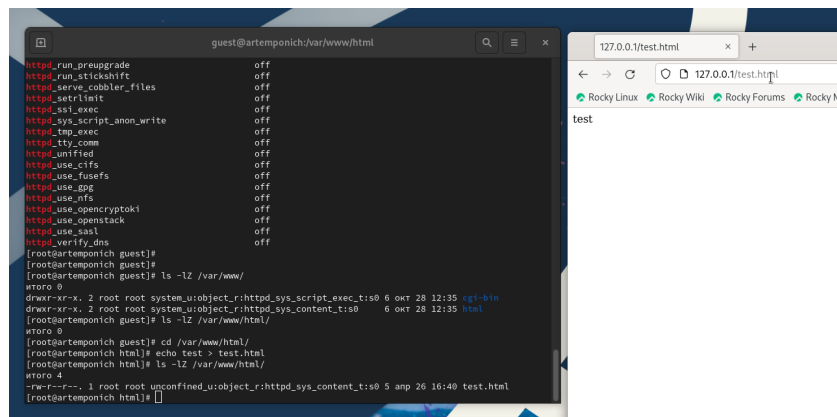 guest@artemponich:/var/www/html
httpd_run_preupgrade off
httpd_run_stickshift off
httpd_serve_cobbler_files off
httpd_setrlimit off
httpd_ssi_exec off
httpd_sys_script_anon_write off
httpd_tmp_exec off
httpd_tty_comm off
httpd_unified off
httpd_use_cifs off
httpd_use_fusefs off
httpd_use_gpg off
httpd_use_nfs off
httpd_use_opencryptoki off
httpd_use_openstack off
httpd_use_sasl off
httpd_verify_dns off
[root@artemponich guest]#
[root@artemponich guest]#
[root@artemponich guest]# ls -lZ /var/www/
итого 0
drwxr-xr-x. 2 root root system_u:object_r:httpd_sys_script_exec_t:s0 6 окт 28 12:35 cgi-bin
drwxr-xr-x. 2 root root system_u:object_r:httpd_sys_content_t:s0 6 окт 28 12:35 html
[root@artemponich guest]# ls -lZ /var/www/html/
итого 0
[root@artemponich guest]# cd /var/www/html/
[root@artemponich html]# echo test > test.html
[root@artemponich html]# ls -lZ /var/www/html/
итого 4
-rw-r--r--. 1 root root unconfined_u:object_r:httpd_sys_content_t:s0 5 апр 26 16:40 test.html
[root@artemponich html]#
127.0.0.1/test.html
127.0.0.1/test.html
Rocky Linux Rocky Wiki Rocky Forums Rocky
test